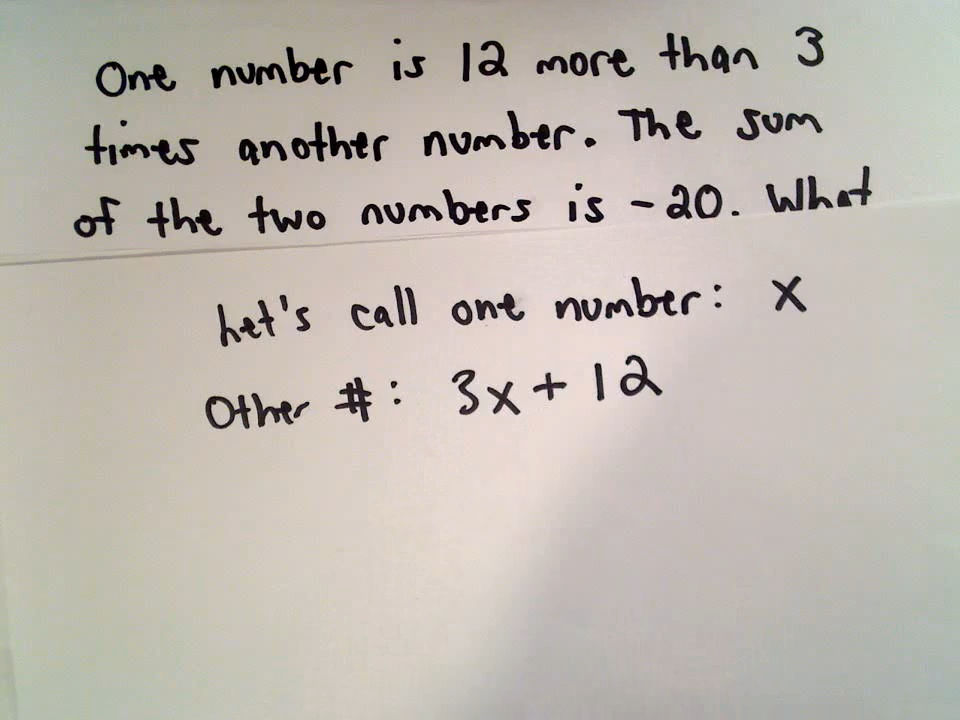 One number is 12 more than 3
times another number. The sum
of the two numbers is -20. What
Let's call one number: x
Other #: 3x + 12